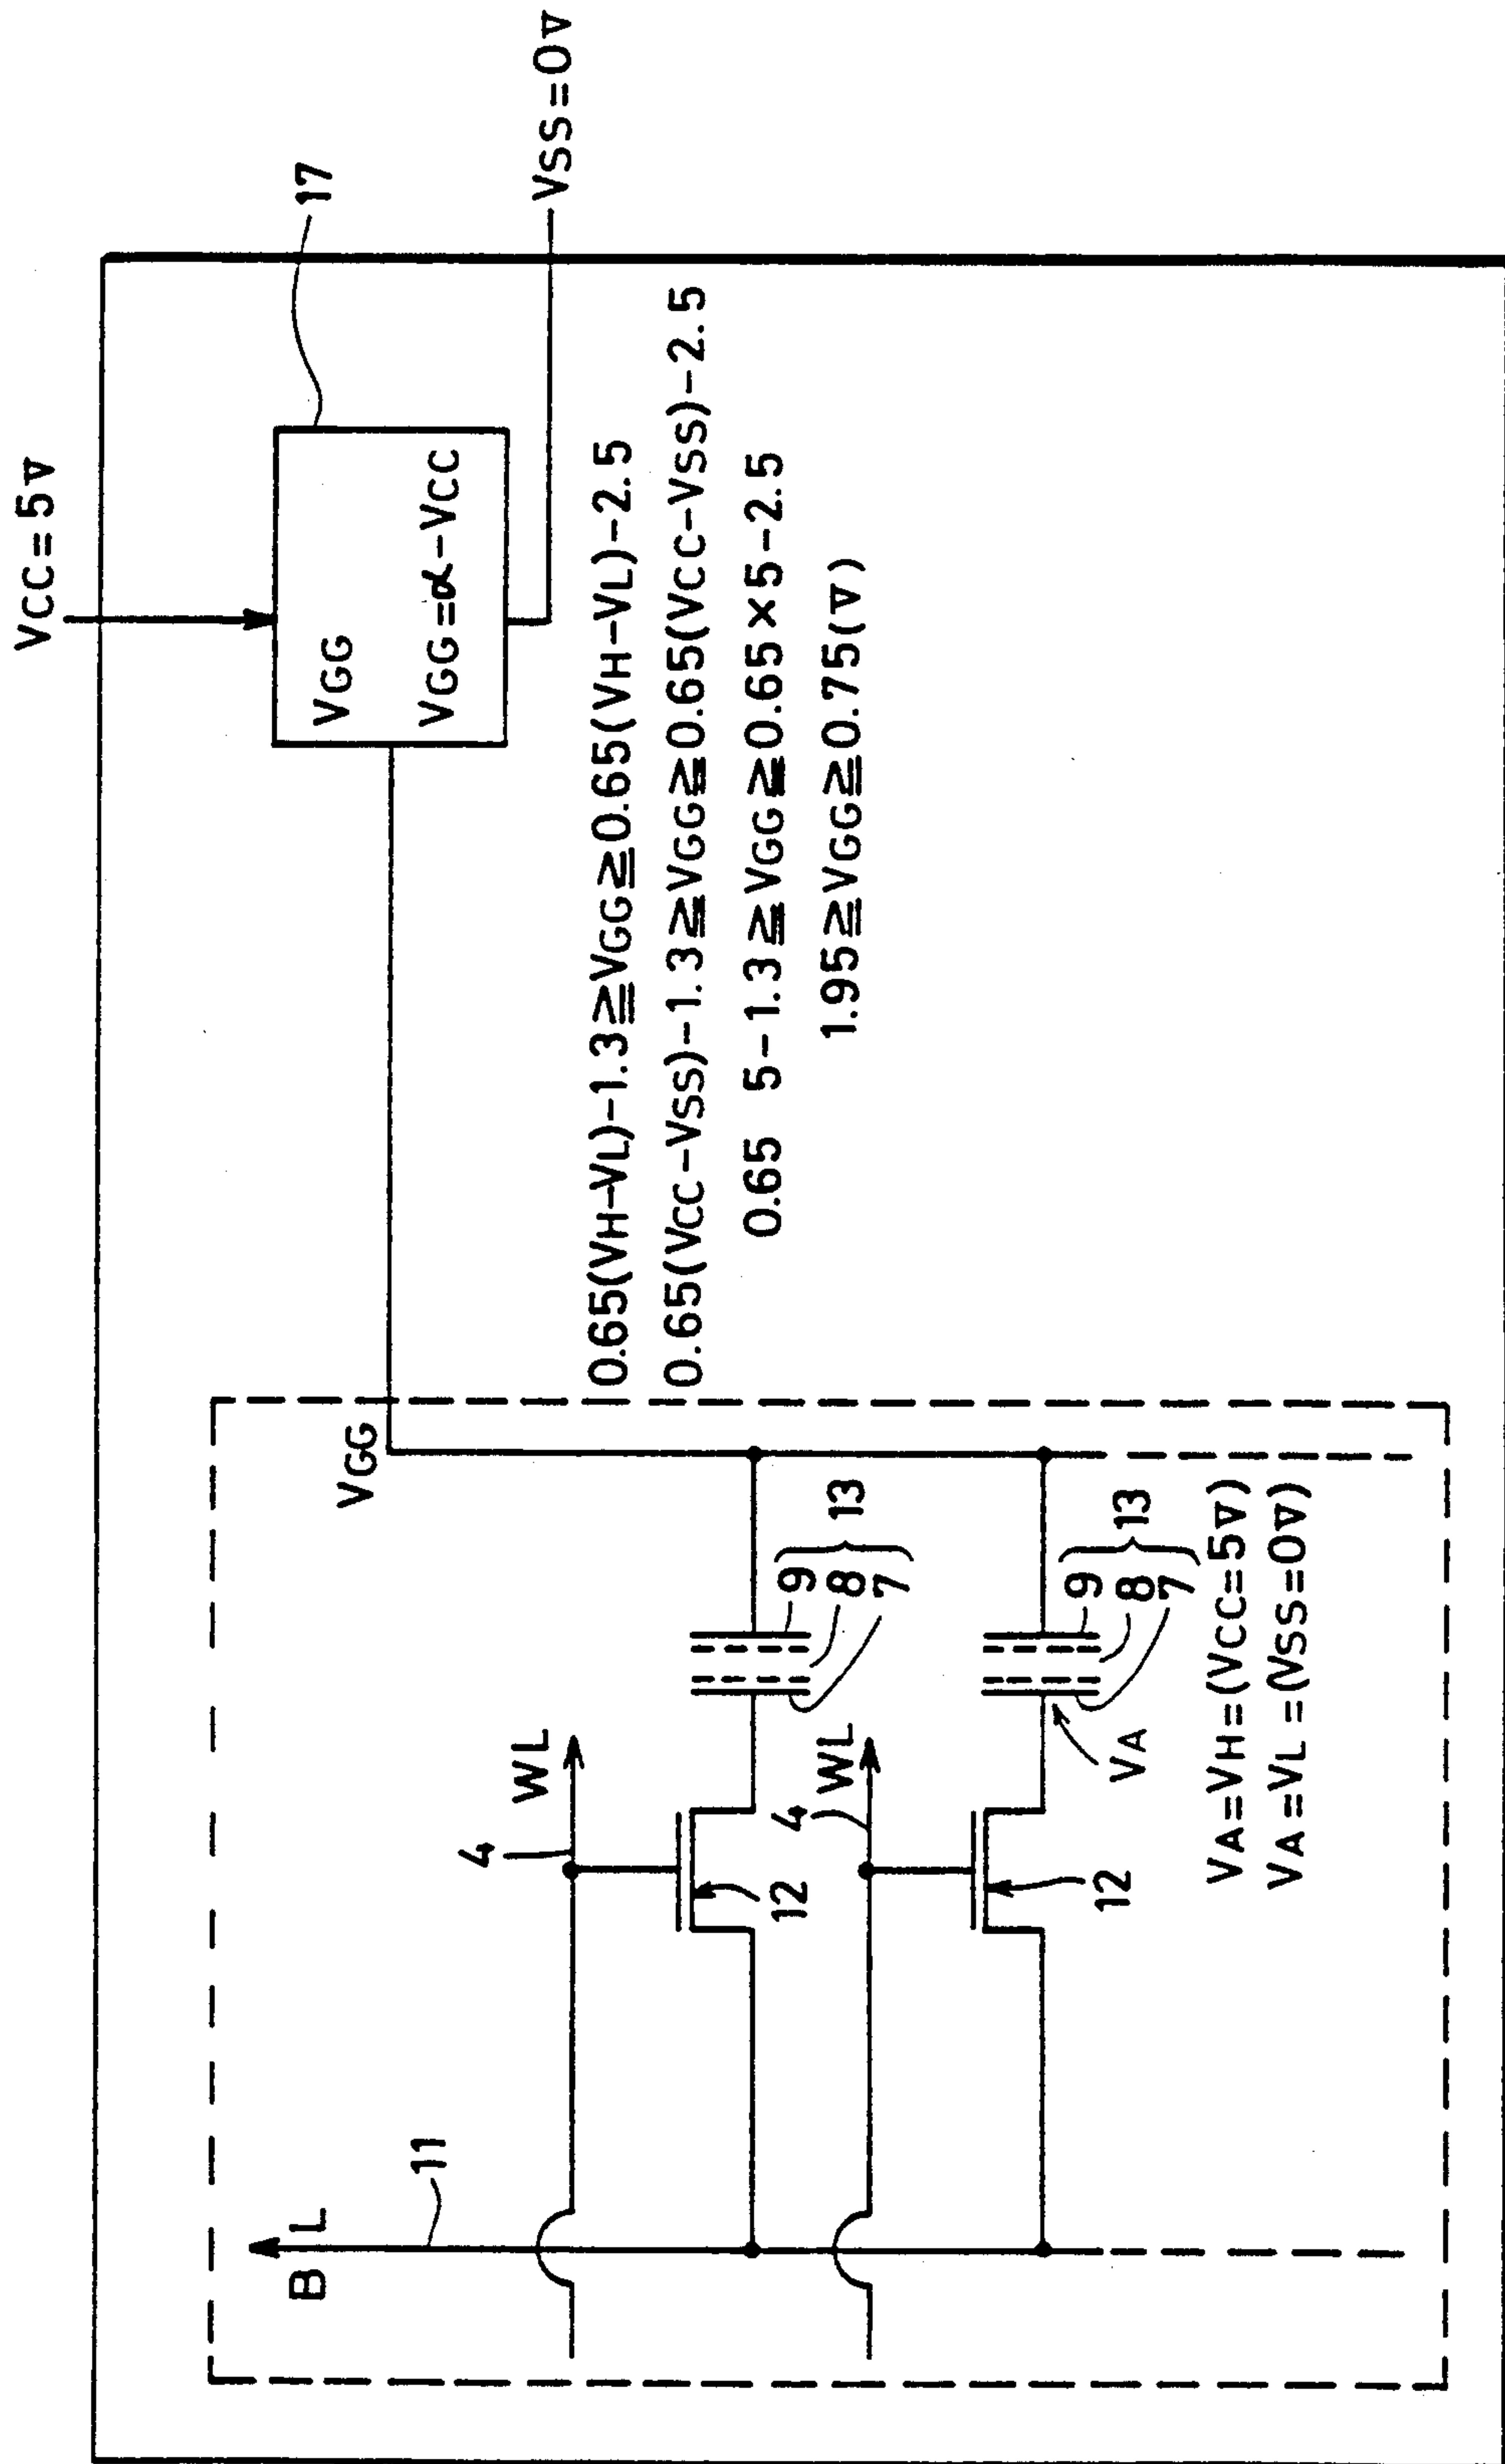 VCC=5V
17
VSS=0V
VGG
VGG=α-VCC
0.65(VH-VL)-1.3≧VGG≧0.65(VH-VL)-2.5
0.65(VCC-VSS)-1.3≧VGG≧0.65(VCC-VSS)-2.5
0.65 5-1.3≧VGG≧0.65×5-2.5
1.95≧VGG≧0.75(V)
VGG
BL
11
4
WL
12
9
8
7
13
4
WL
12
VA
9
8
7
13
VA=VH=(VCC=5V)
VA=VL=(VSS=0V)